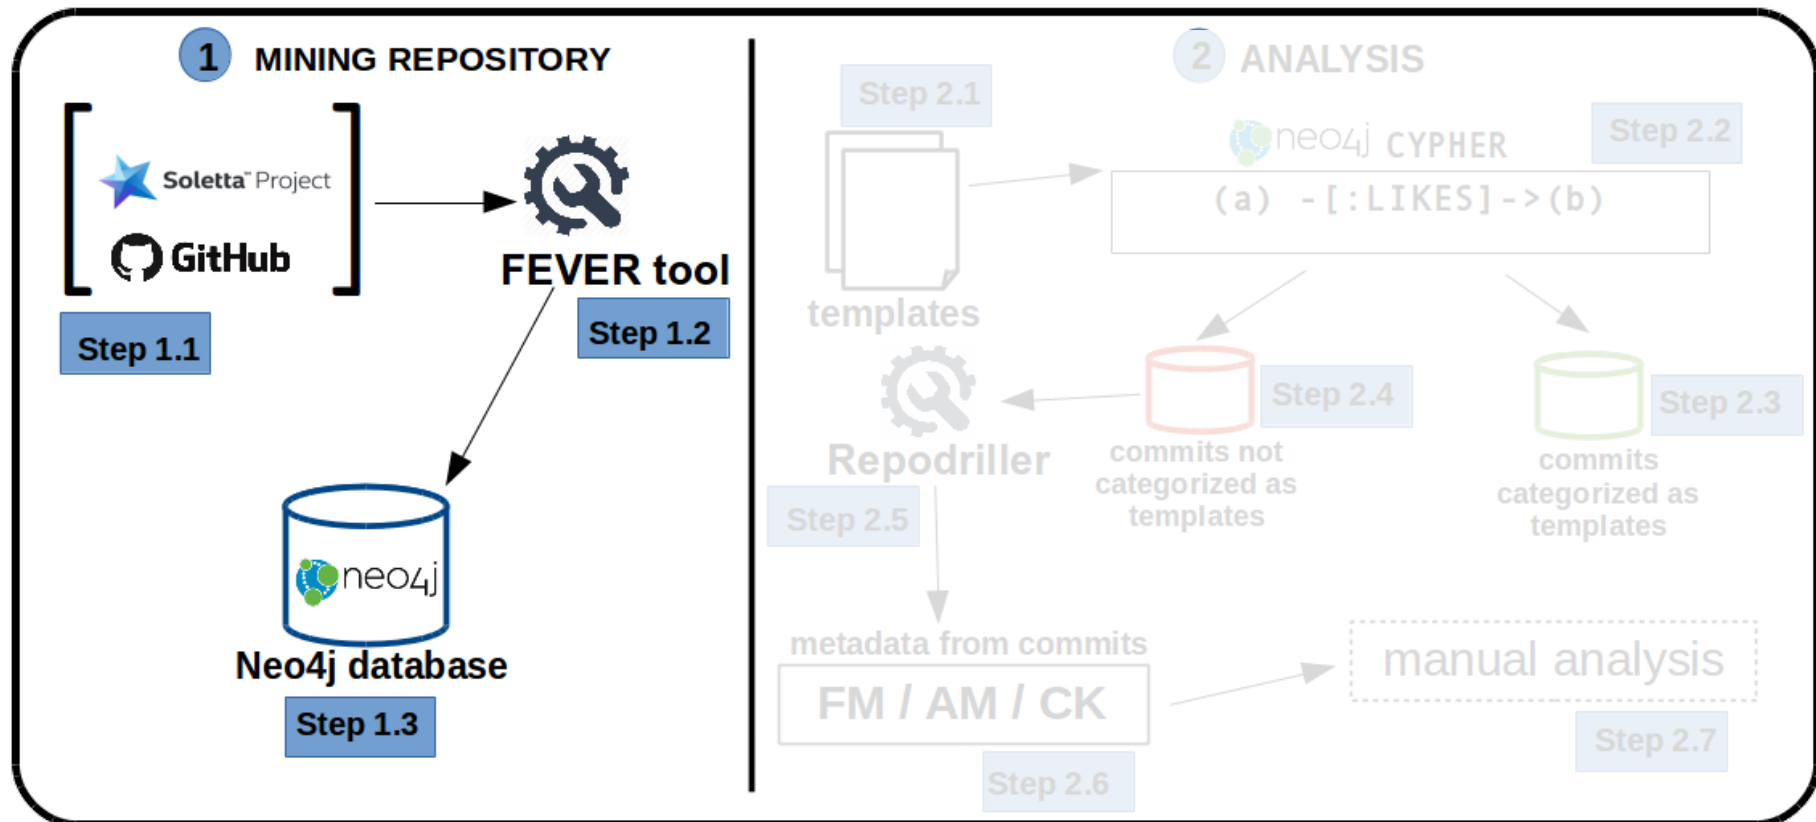 1 MINING REPOSITORY
Soletta™ Project
GitHub
Step 1.1
FEVER tool
Step 1.2
neo4j
Neo4j database
Step 1.3
2 ANALYSIS
Step 2.1
templates
neo4j CYPHER
Step 2.2
(a) -[:LIKES]->(b)
commits not
categorized as
templates
Step 2.4
commits
categorized as
templates
Step 2.3
Repodriller
Step 2.5
metadata from commits
FM / AM / CK
Step 2.6
manual analysis
Step 2.7